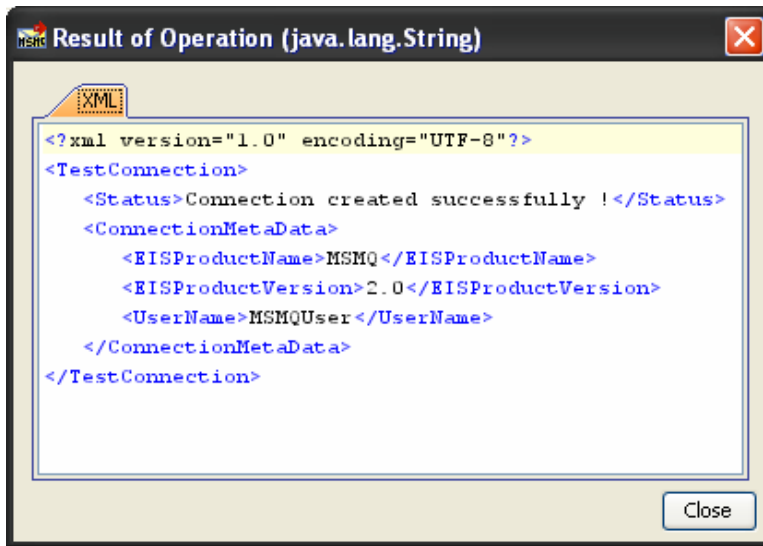 Result of Operation (java.lang.String)
XML
<?xml version="1.0" encoding="UTF-8"?>
<TestConnection>
<Status>Connection created successfully !</Status>
<ConnectionMetaData>
<EISProductName>MSMQ</EISProductName>
<EISProductVersion>2.0</EISProductVersion>
<UserName>MSMQUser</UserName>
</ConnectionMetaData>
</TestConnection>
Close